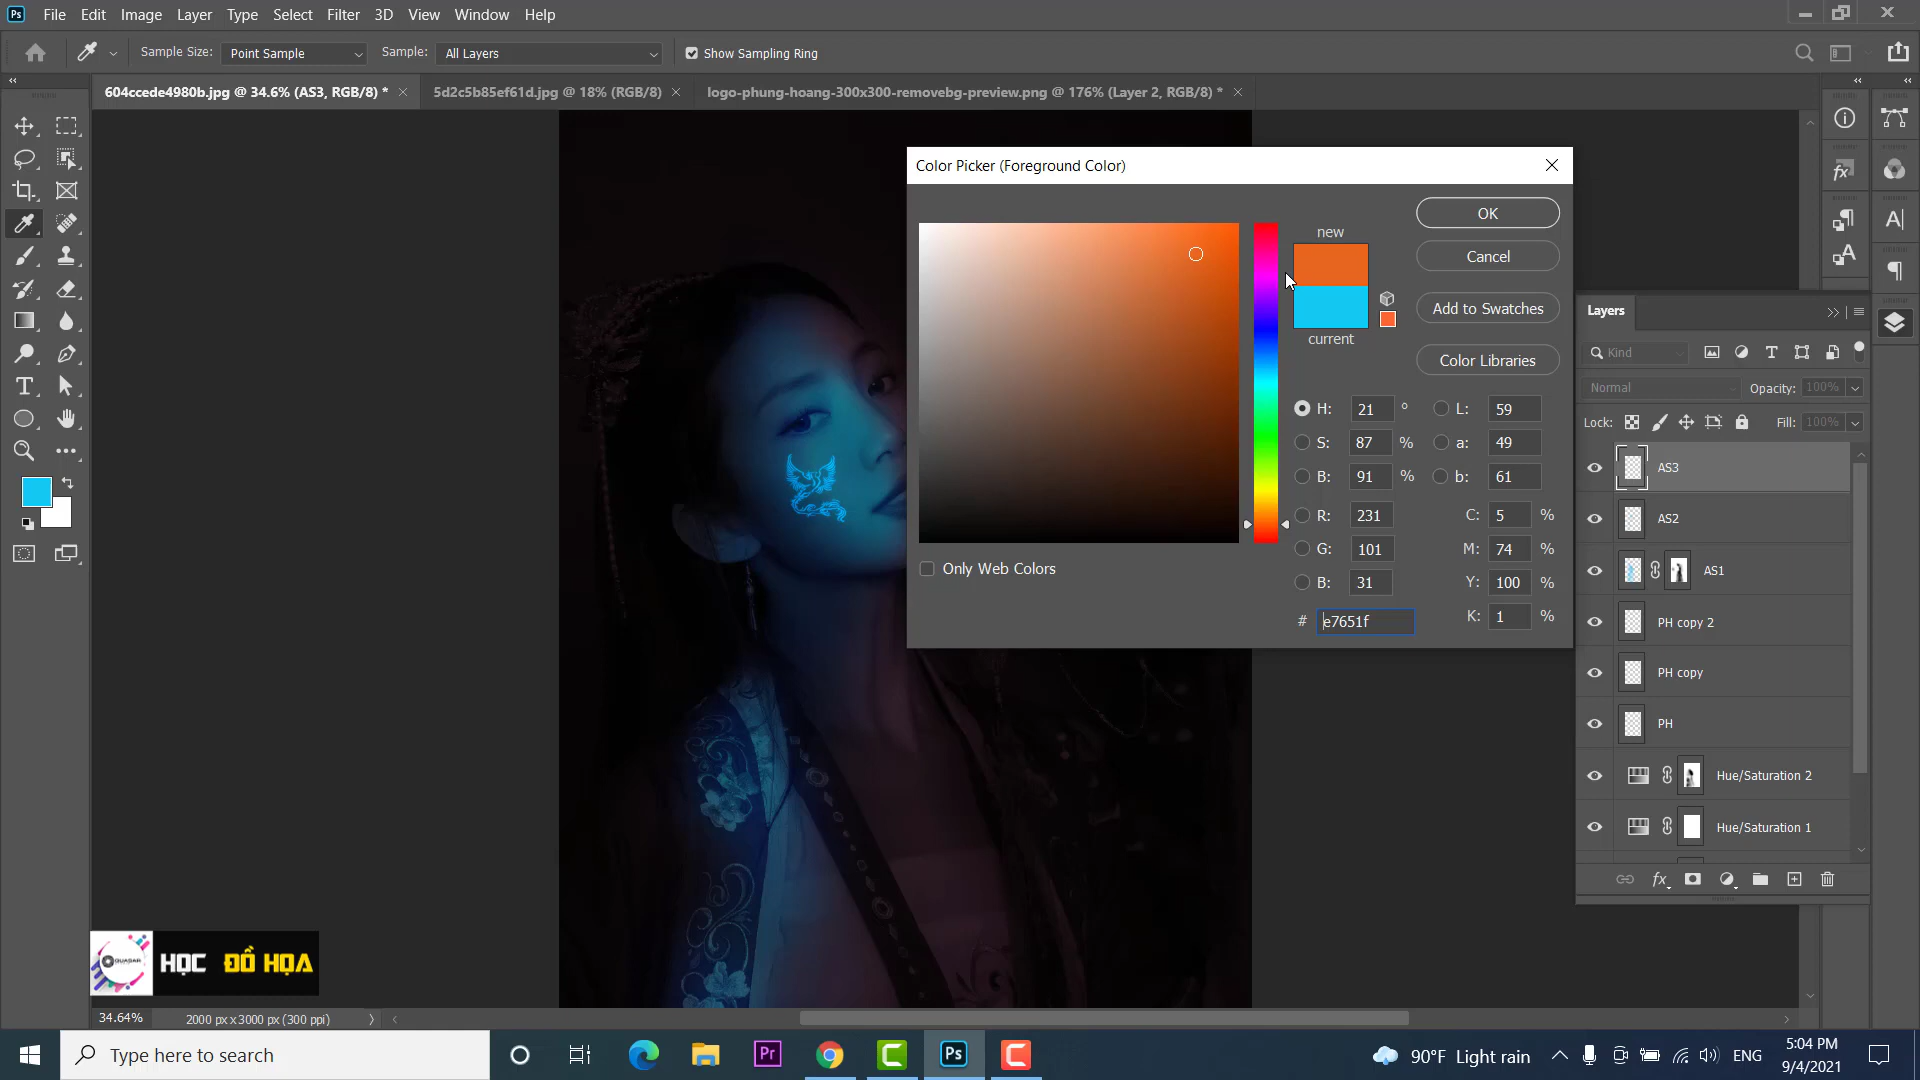 File Edit Image Layer Type Select Filter 3D View Window Help
Sample Size: Point Sample Sample: All Layers Show Sampling Ring
604ccede4980b.jpg @ 34.6% (AS3, RGB/8) * 5d2c5b85ef61d.jpg @ 18% (RGB/8) logo-phung-hoang-300x300-removebg-preview.png @ 176% (Layer 2, RGB/8) *
Color Picker (Foreground Color)
new
current
OK
Cancel
Add to Swatches
Color Libraries
H: 21 ° L: 59
S: 87 % a: 49
B: 91 % b: 61
R: 231 C: 5 %
G: 101 M: 74 %
B: 31 Y: 100 %
# e7651f K: 1 %
Only Web Colors
Layers
Kind
Normal Opacity: 100%
Lock: Fill: 100%
AS3
AS2
AS1
PH copy 2
PH copy
PH
Hue/Saturation 2
Hue/Saturation 1
QUASAR
HỌC ĐỒ HỌA
34.64% 2000 px x 3000 px (300 ppi)
Type here to search
90°F Light rain ENG
5:04 PM
9/4/2021